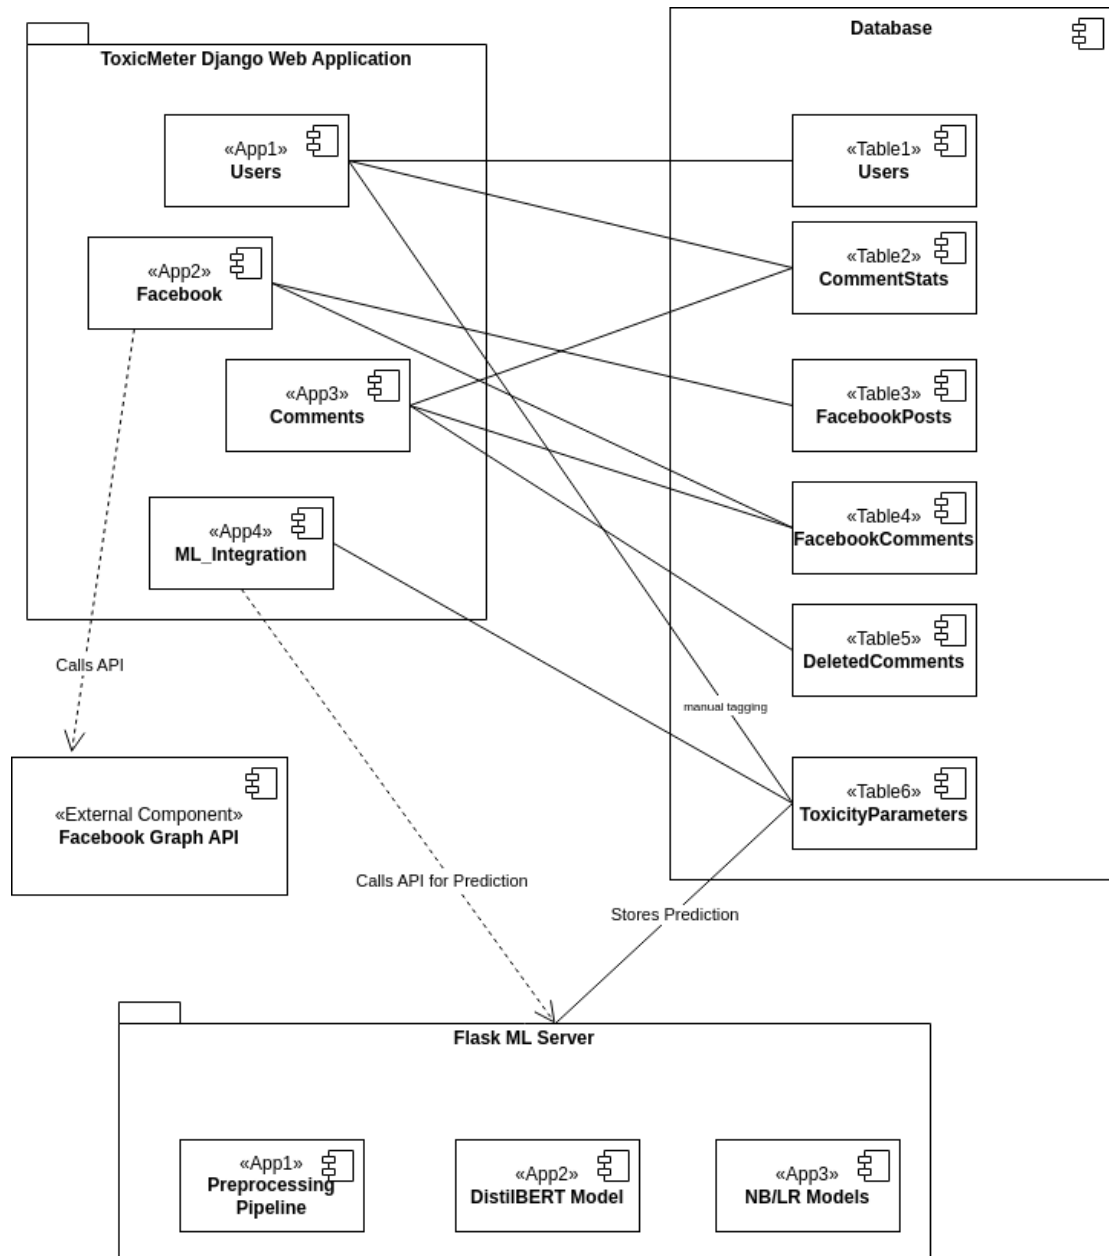 ToxicMeter Django Web Application
«App1»
Users
«App2»
Facebook
«App3»
Comments
«App4»
ML_Integration
Database
«Table1»
Users
«Table2»
CommentStats
«Table3»
FacebookPosts
«Table4»
FacebookComments
«Table5»
DeletedComments
manual tagging
«Table6»
ToxicityParameters
Calls API
«External Component»
Facebook Graph API
Calls API for Prediction
Stores Prediction
Flask ML Server
«App1»
Preprocessing
Pipeline
«App2»
DistilBERT Model
«App3»
NB/LR Models